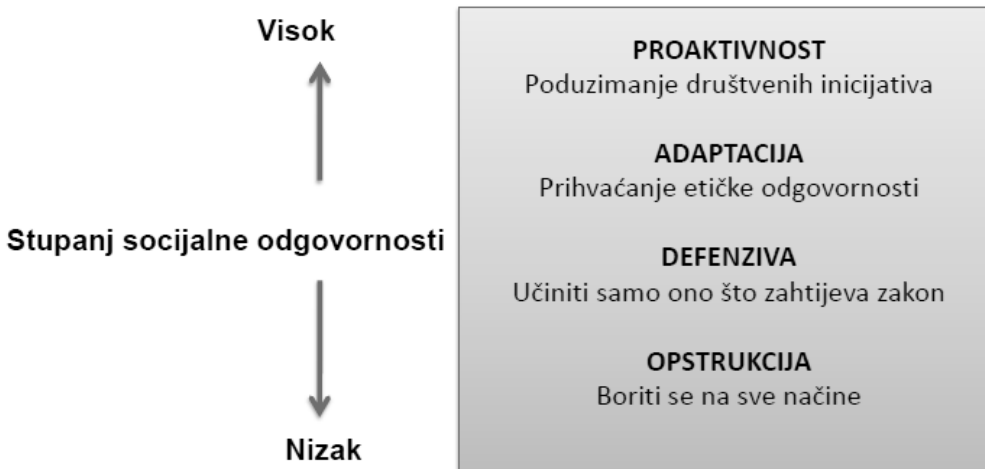 Visok
Stupanj socijalne odgovornosti
Nizak
PROAKTIVNOST
Poduzimanje društvenih inicijativa
ADAPTACIJA
Prihvaćanje etičke odgovornosti
DEFENZIVA
Učiniti samo ono što zahtijeva zakon
OPSTRUKCIJA
Boriti se na sve načine